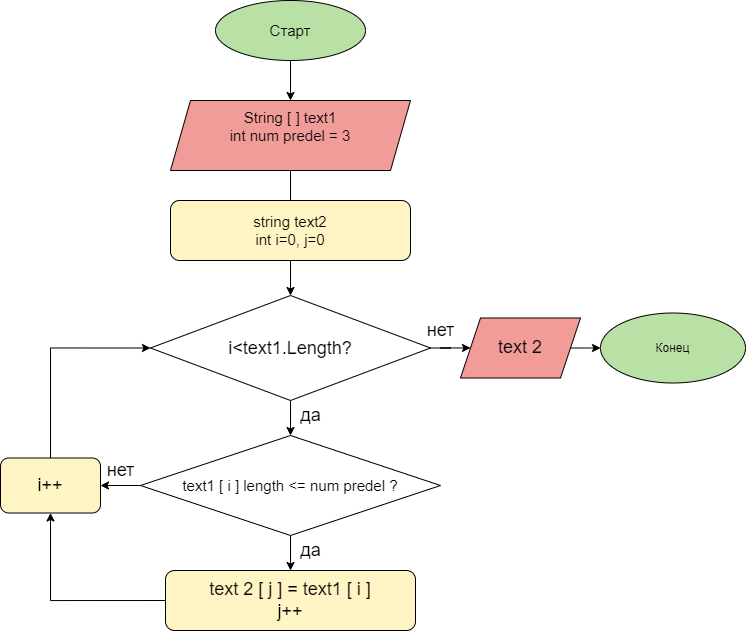 Старт
String [ ] text1
int num predel = 3
string text2
int i=0, j=0
i<text1.Length?
нет
text 2
Конец
да
text1 [ i ] length <= num predel ?
нет
i++
да
text 2 [ j ] = text1 [ i ]
j++